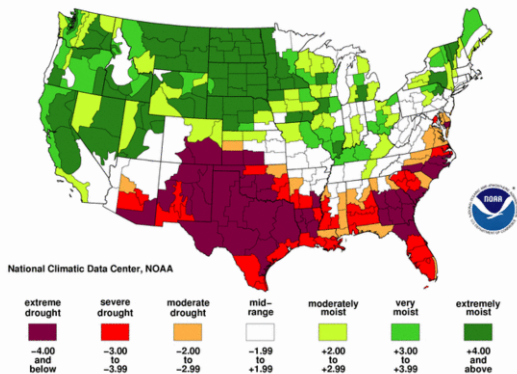 NOAA
National Climatic Data Center, NOAA
extreme drought
severe drought
moderate drought
mid-range
moderately moist
very moist
extremely moist
−4.00 and below
−3.00 to −3.99
−2.00 to −2.99
−1.99 to +1.99
+2.00 to +2.99
+3.00 to +3.99
+4.00 and above